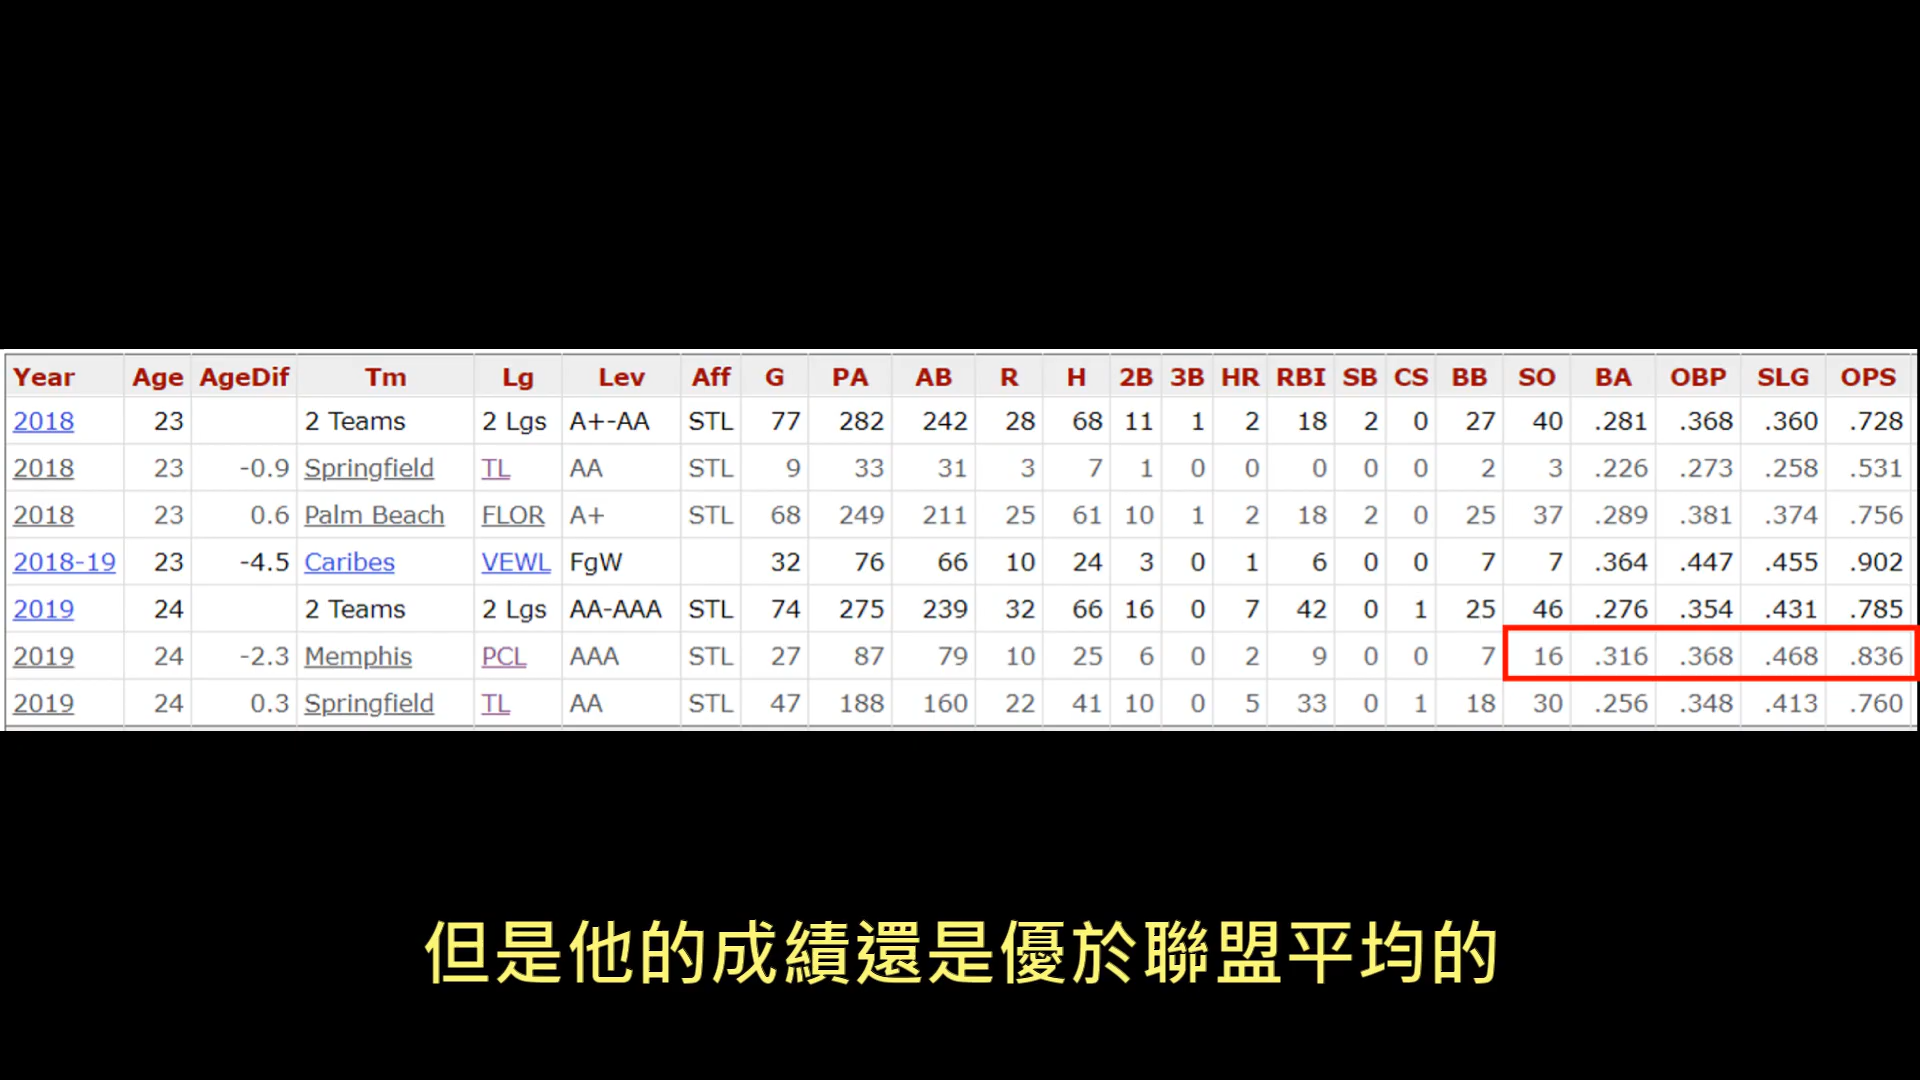 Year Age AgeDif Tm Lg Lev Aff G PA AB R H 2B 3B HR RBI SB CS BB SO BA OBP SLG OPS
2018 23 2 Teams 2 Lgs A+-AA STL 77 282 242 28 68 11 1 2 18 2 0 27 40 .281 .368 .360 .728
2018 23 -0.9 Springfield TL AA STL 9 33 31 3 7 1 0 0 0 0 0 2 3 .226 .273 .258 .531
2018 23 0.6 Palm Beach FLOR A+ STL 68 249 211 25 61 10 1 2 18 2 0 25 37 .289 .381 .374 .756
2018-19 23 -4.5 Caribes VEWL FgW 32 76 66 10 24 3 0 1 6 0 0 7 7 .364 .447 .455 .902
2019 24 2 Teams 2 Lgs AA-AAA STL 74 275 239 32 66 16 0 7 42 0 1 25 46 .276 .354 .431 .785
2019 24 -2.3 Memphis PCL AAA STL 27 87 79 10 25 6 0 2 9 0 0 7 16 .316 .368 .468 .836
2019 24 0.3 Springfield TL AA STL 47 188 160 22 41 10 0 5 33 0 1 18 30 .256 .348 .413 .760
但是他的成績還是優於聯盟平均的